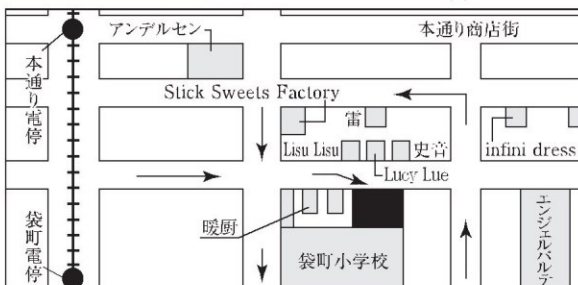 アンデルセン
本通り商店街
本通り電停
Stick Sweets Factory
雷
Lisu Lisu
史音
infini dress
Lucy Lue
暖厨
袋町電停
袋町小学校
エンジェルパルテ